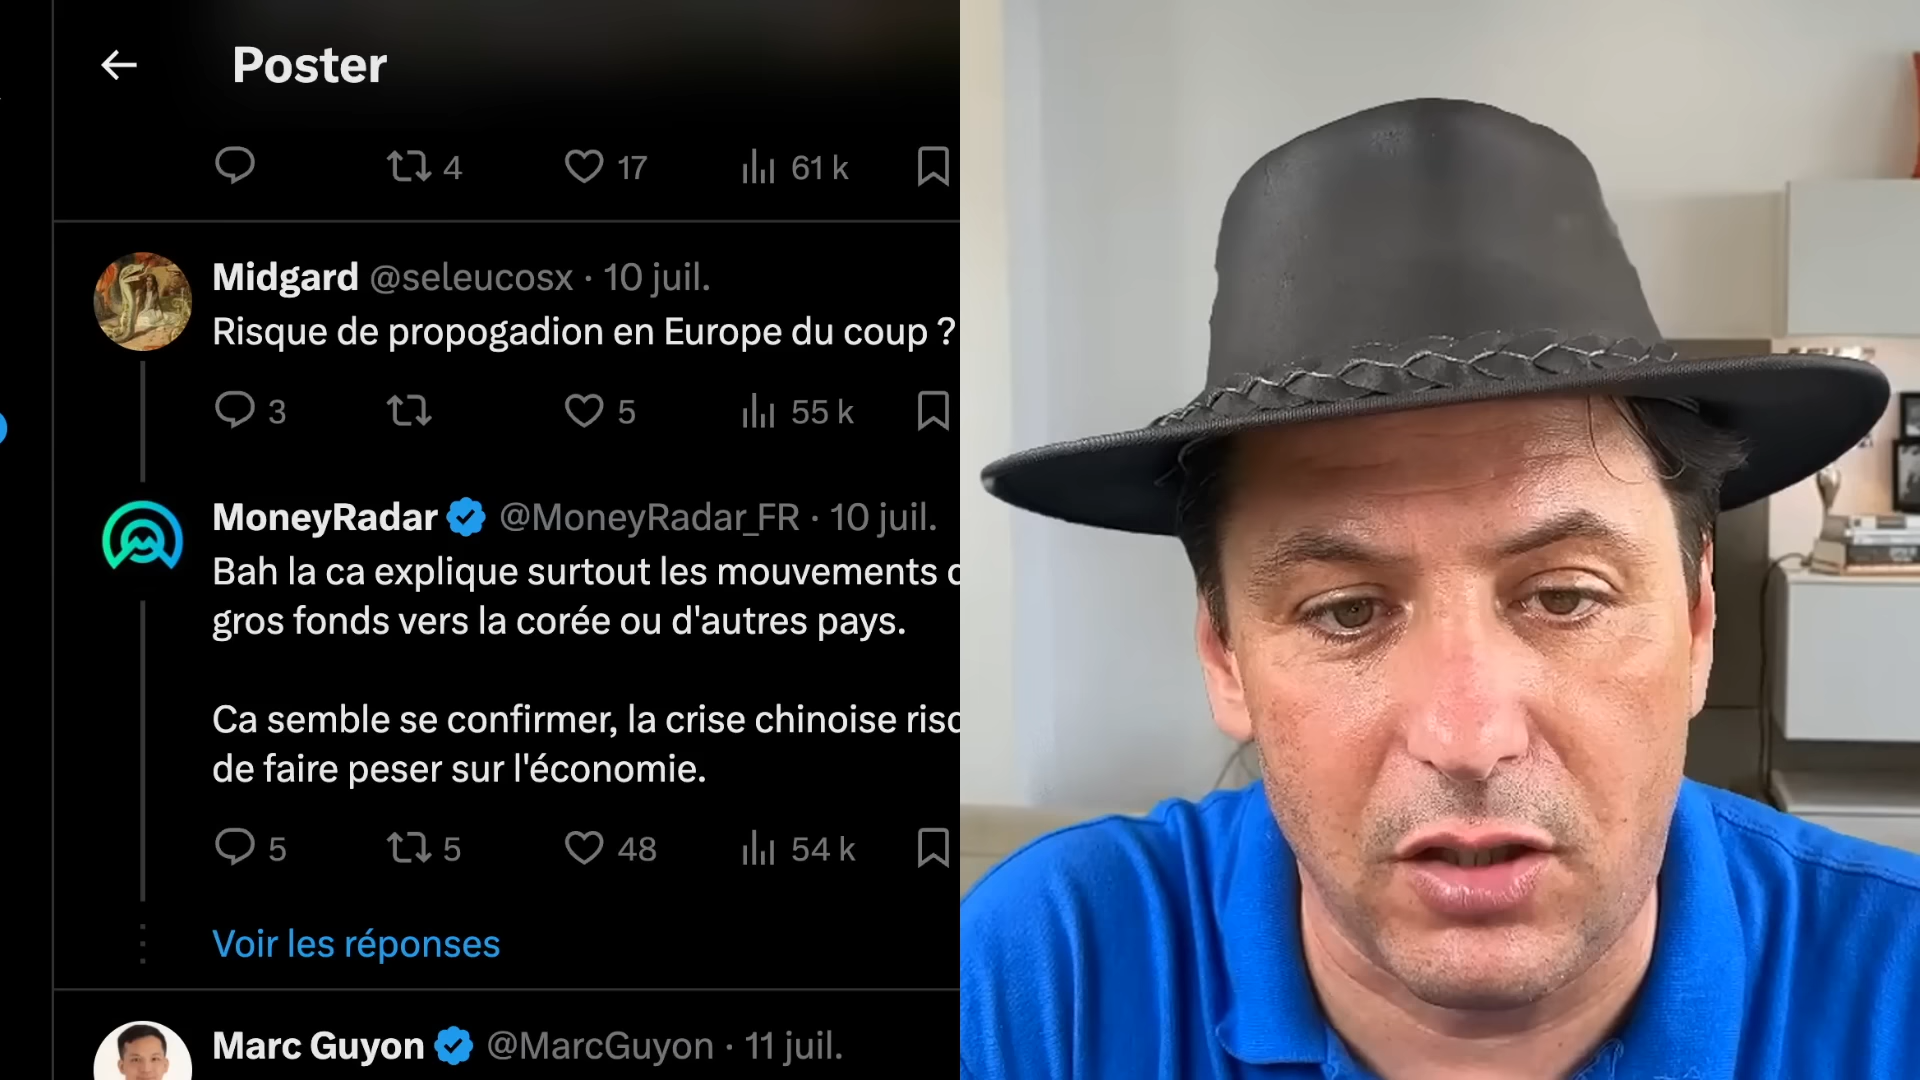 Poster
4 17 61 k
Midgard @seleucosx · 10 juil.
Risque de propogadion en Europe du coup ?
3 5 55 k
MoneyRadar @MoneyRadar_FR · 10 juil.
Bah la ca explique surtout les mouvements
gros fonds vers la corée ou d'autres pays.
Ca semble se confirmer, la crise chinoise
de faire peser sur l'économie.
5 5 48 54 k
Voir les réponses
Marc Guyon @MarcGuyon · 11 juil.